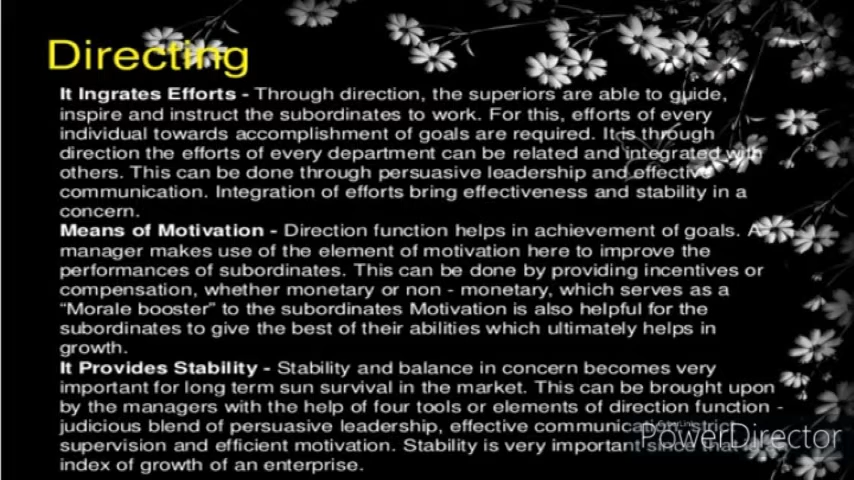 Directing
It Ingrates Efforts - Through direction, the superiors are able to guide,
inspire and instruct the subordinates to work. For this, efforts of every
individual towards accomplishment of goals are required. It is through
direction the efforts of every department can be related and integrated with
others. This can be done through persuasive leadership and effective
communication. Integration of efforts bring effectiveness and stability in a
concern.
Means of Motivation - Direction function helps in achievement of goals. A
manager makes use of the element of motivation here to improve the
performances of subordinates. This can be done by providing incentives or
compensation, whether monetary or non - monetary, which serves as a
“Morale booster” to the subordinates Motivation is also helpful for the
subordinates to give the best of their abilities which ultimately helps in
growth.
It Provides Stability - Stability and balance in concern becomes very
important for long term sun survival in the market. This can be brought upon
by the managers with the help of four tools or elements of direction function -
judicious blend of persuasive leadership, effective
supervision and efficient motivation. Stability is very important since
index of growth of an enterprise.
PowerDirector